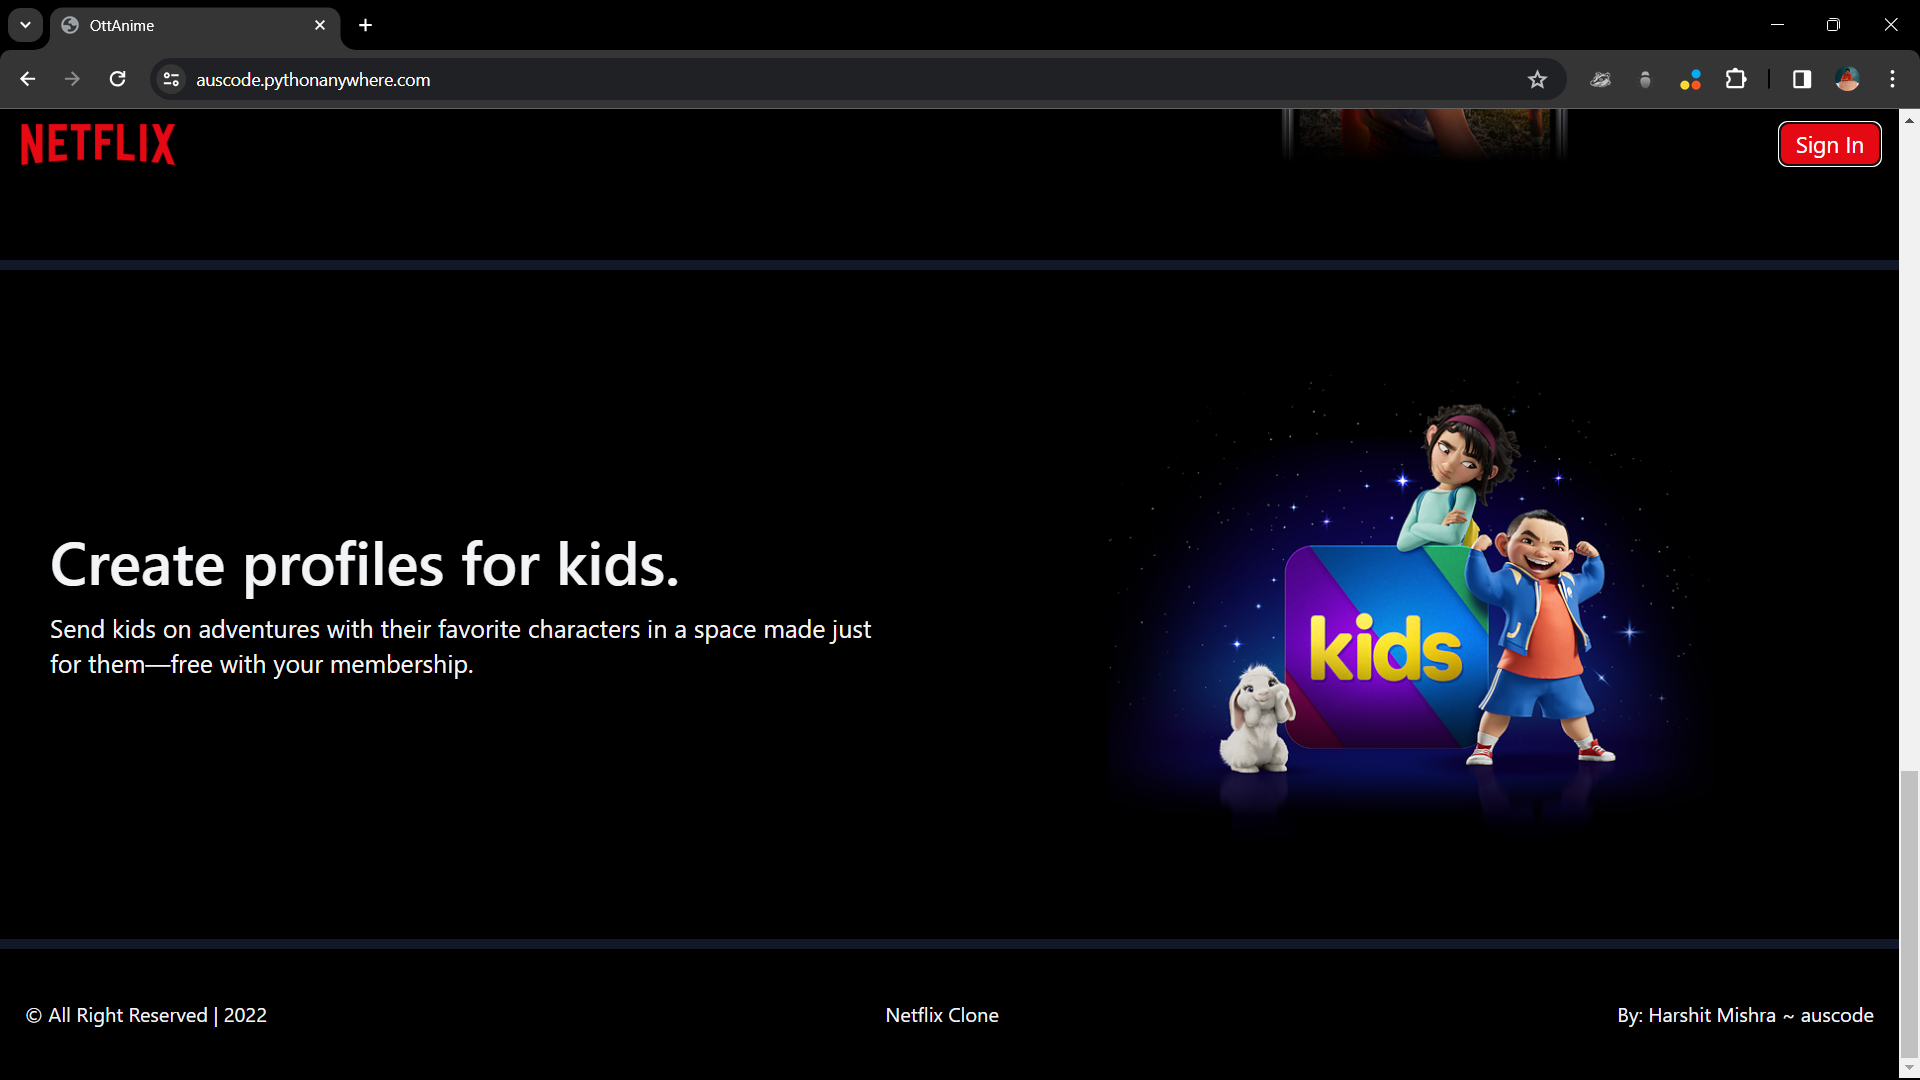 OttAnime
auscode.pythonanywhere.com
NETFLIX
Sign In
Create profiles for kids.
Send kids on adventures with their favorite characters in a space made just
for them—free with your membership.
kids
© All Right Reserved | 2022
Netflix Clone
By: Harshit Mishra ~ auscode